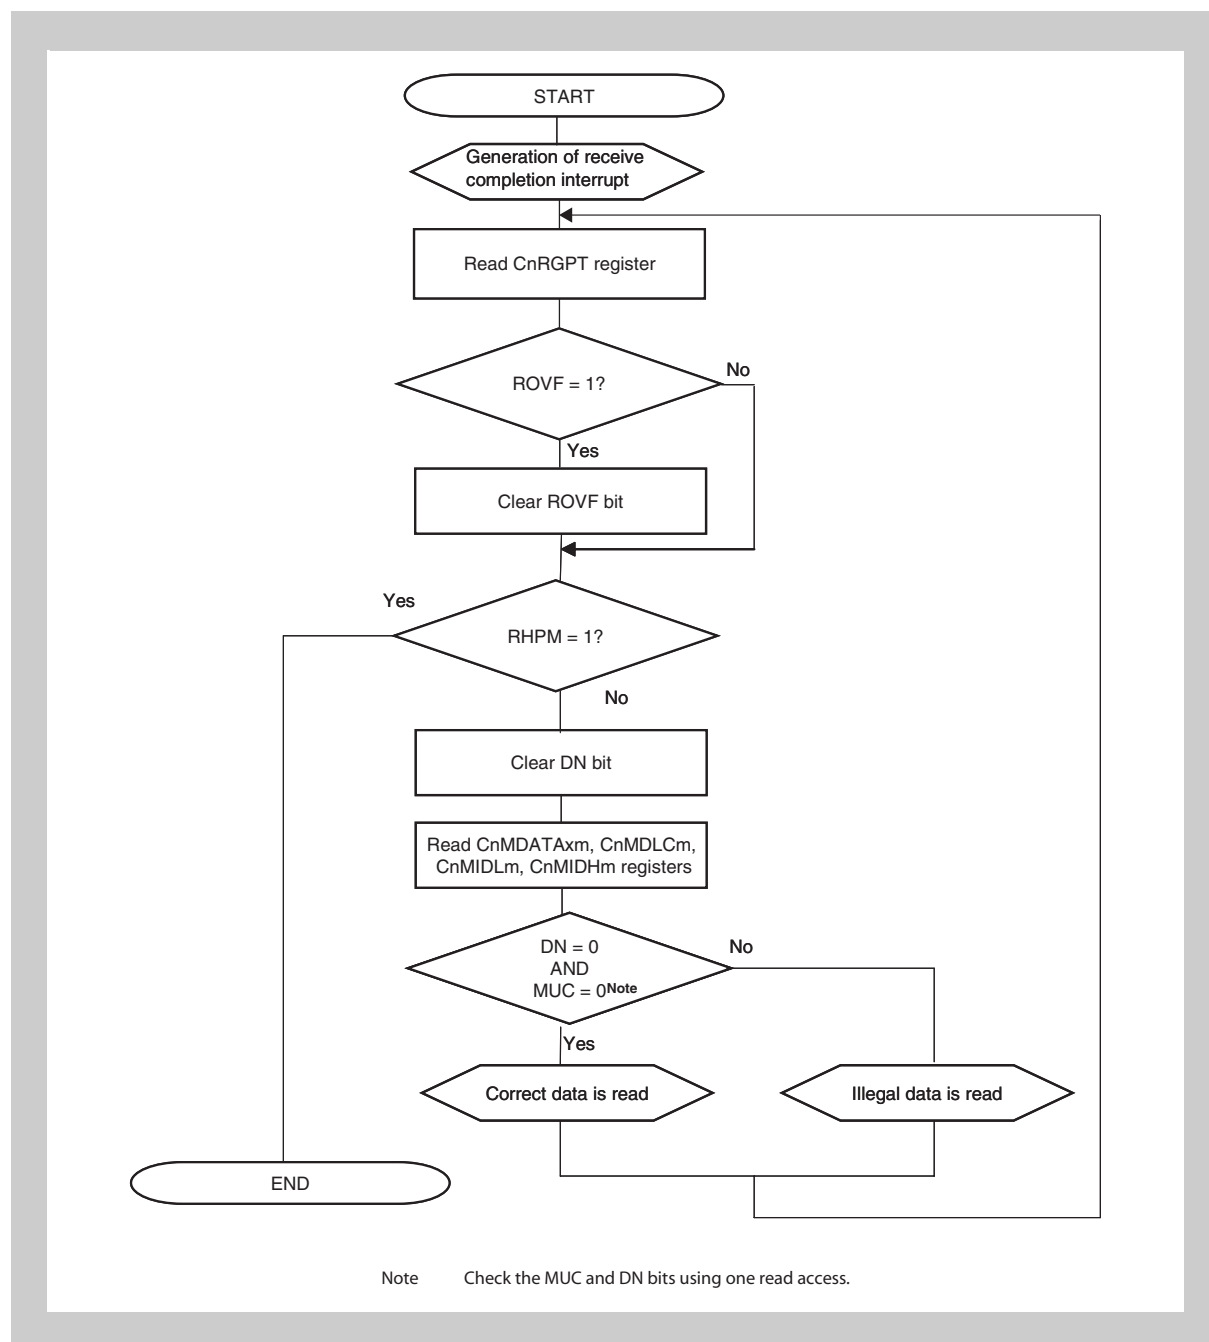 START
Generation of receive
completion interrupt
Read CnRGPT register
ROVF = 1?
No
Yes
Clear ROVF bit
Yes
RHPM = 1?
No
Clear DN bit
Read CnMDATAxm, CnMDLCm,
CnMIDLm, CnMIDHm registers
DN = 0
AND
MUC = 0Note
No
Yes
Correct data is read
Illegal data is read
END
Note Check the MUC and DN bits using one read access.